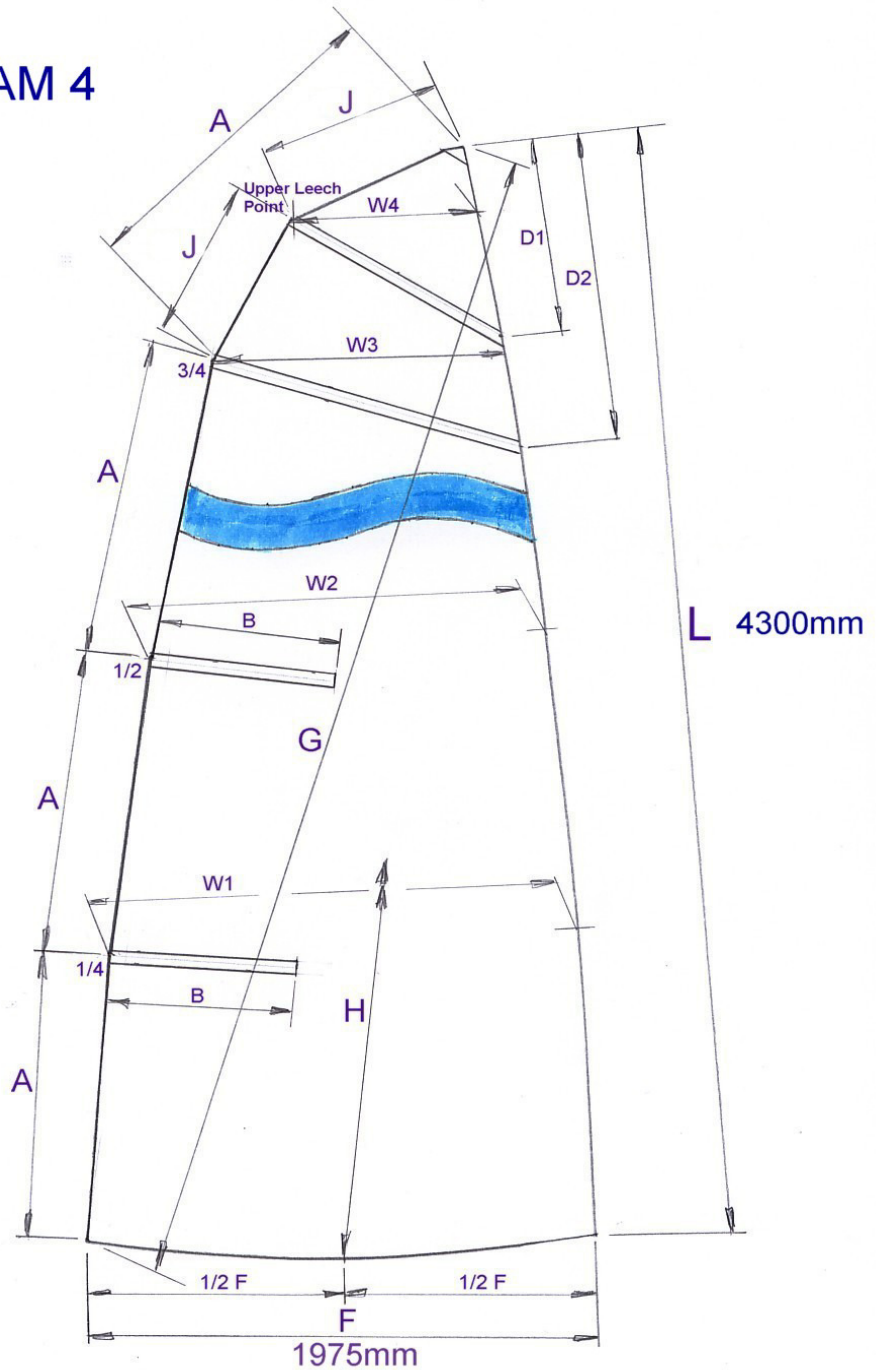 AM 4
A
J
Upper Leech
Point
W4
J
D1
D2
W3
3/4
A
W2
B
L 4300mm
1/2
G
A
W1
1/4
B
H
A
1/2 F
1/2 F
F
1975mm